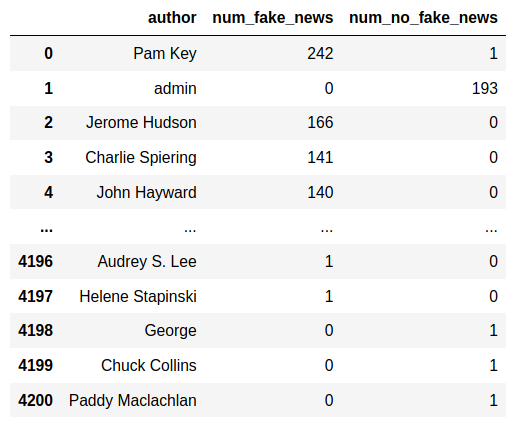 author num_fake_news num_no_fake_news
0 Pam Key 242 1
1 admin 0 193
2 Jerome Hudson 166 0
3 Charlie Spiering 141 0
4 John Hayward 140 0
... ... ... ...
4196 Audrey S. Lee 1 0
4197 Helene Stapinski 1 0
4198 George 0 1
4199 Chuck Collins 0 1
4200 Paddy Maclachlan 0 1